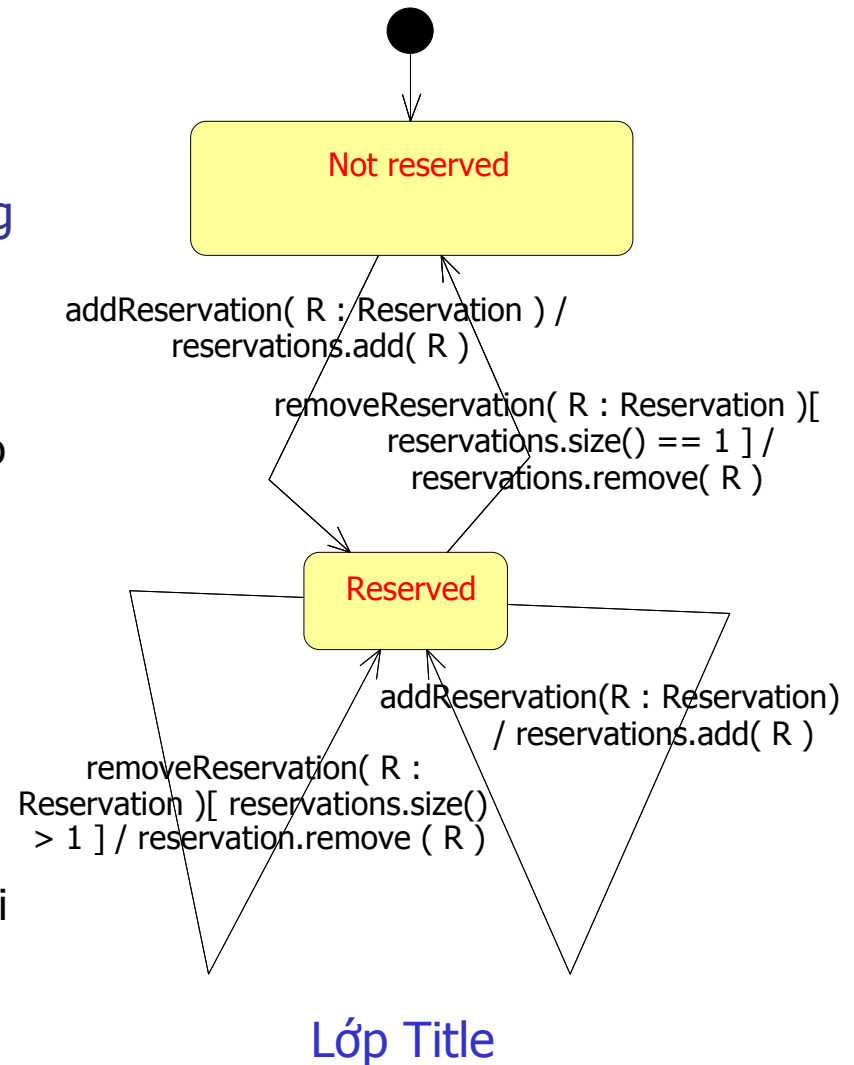 Not reserved
g
addReservation( R : Reservation ) /
reservations.add( R )
removeReservation( R : Reservation )[
reservations.size() == 1 ] /
reservations.remove( R )
Reserved
addReservation(R : Reservation)
/ reservations.add( R )
removeReservation( R :
Reservation )[ reservations.size()
> 1 ] / reservation.remove ( R )
i
Lớp Title